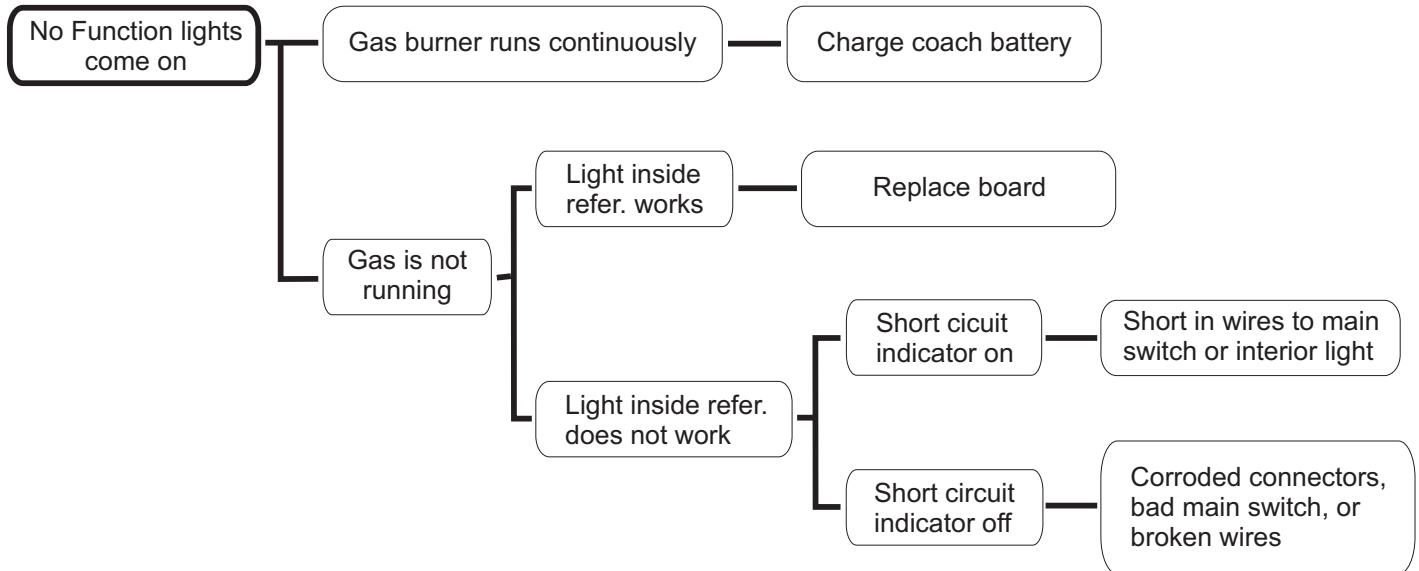 No Function lights
come on
Gas burner runs continuously
Charge coach battery
Light inside
refer. works
Replace board
Gas is not
running
Short cicuit
indicator on
Short in wires to main
switch or interior light
Light inside refer.
does not work
Short circuit
indicator off
Corroded connectors,
bad main switch, or
broken wires